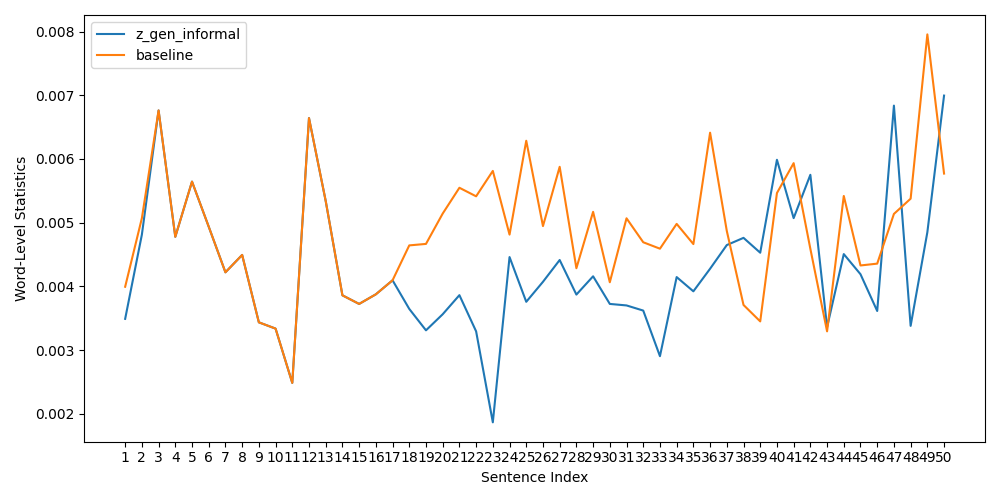 z_gen_informal
baseline
0.008
0.007
0.006
0.005
0.004
0.003
0.002
Word-Level Statistics
1 2 3 4 5 6 7 8 9 10 11 12 13 14 15 16 17 18 19 20 21 22 23 24 25 26 27 28 29 30 31 32 33 34 35 36 37 38 39 40 41 42 43 44 45 46 47 48 49 50
Sentence Index